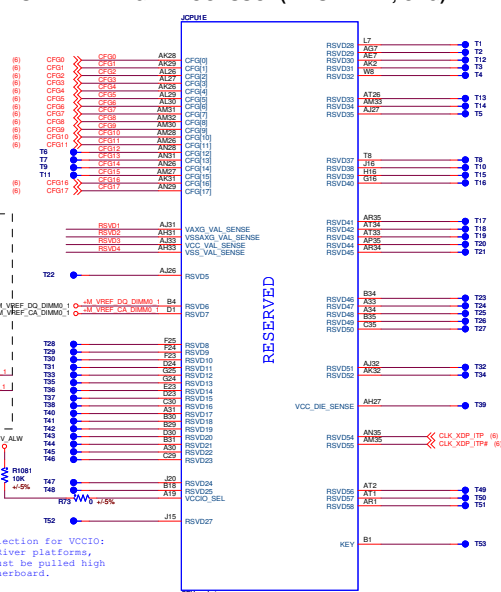 JCPU1E
(6) CFG0 CFG0 AK28 CFG[0]
(6) CFG1 CFG1 AK29 CFG[1]
(6) CFG2 CFG2 AL26 CFG[2]
(6) CFG3 CFG3 AL27 CFG[3]
(6) CFG4 CFG4 AK26 CFG[4]
(6) CFG5 CFG5 AL29 CFG[5]
(6) CFG6 CFG6 AL30 CFG[6]
(6) CFG7 CFG7 AM31 CFG[7]
(6) CFG8 CFG8 AM32 CFG[8]
(6) CFG9 CFG9 AM30 CFG[9]
(6) CFG10 CFG10 AM28 CFG[10]
(6) CFG11 CFG11 AM26 CFG[11]
T6 CFG12 AN28 CFG[12]
T7 CFG13 AN31 CFG[13]
T9 CFG14 AN26 CFG[14]
T11 CFG15 AM27 CFG[15]
(6) CFG16 CFG16 AK31 CFG[16]
(6) CFG17 CFG17 AN29 CFG[17]
RSVD1 AJ31 VAXG_VAL_SENSE
RSVD2 AH31 VSSAXG_VAL_SENSE
RSVD3 AJ33 VCC_VAL_SENSE
RSVD4 AH33 VSS_VAL_SENSE
T22 AJ26 RSVD5
M_VREF_DQ_DIMM0_1 +M_VREF_DQ_DIMM0_1 B4 RSVD6
M_VREF_CA_DIMM0_1 +M_VREF_CA_DIMM0_1 D1 RSVD7
T28 F25 RSVD8
T29 F24 RSVD9
T30 F23 RSVD10
T31 D24 RSVD11
T33 G25 RSVD12
T35 G24 RSVD13
T36 E23 RSVD14
T37 D23 RSVD15
T38 C30 RSVD16
T40 A31 RSVD17
T41 B30 RSVD18
T42 B29 RSVD19
T43 D30 RSVD20
T44 B31 RSVD21
T45 A30 RSVD22
T46 C29 RSVD23
T47 J20 RSVD24
T48 B18 RSVD25
R73 0 +/-5% A19 VCCIO_SEL
T52 J15 RSVD27
V_ALW
R1081
10K
+/-5%
ection for VCCIO:
River platforms,
st be pulled high
herboard.
RESERVED
RSVD28 L7 T1
RSVD29 AG7 T2
RSVD30 AE7 T12
RSVD31 AK2 T3
RSVD32 W8 T4
RSVD33 AT26 T13
RSVD34 AM33 T14
RSVD35 AJ27 T5
RSVD37 T8 T8
RSVD38 J16 T10
RSVD39 H16 T15
RSVD40 G16 T16
RSVD41 AR35 T17
RSVD42 AT34 T18
RSVD43 AT33 T19
RSVD44 AP35 T20
RSVD45 AR34 T21
RSVD46 B34 T23
RSVD47 A33 T24
RSVD48 A34 T25
RSVD49 B35 T26
RSVD50 C35 T27
RSVD51 AJ32 T32
RSVD52 AK32 T34
VCC_DIE_SENSE AH27 T39
RSVD54 AN35 CLK_XDP_ITP (6)
RSVD55 AM35 CLK_XDP_ITP# (6)
RSVD56 AT2 T49
RSVD57 AT1 T50
RSVD58 AR1 T51
KEY B1 T53